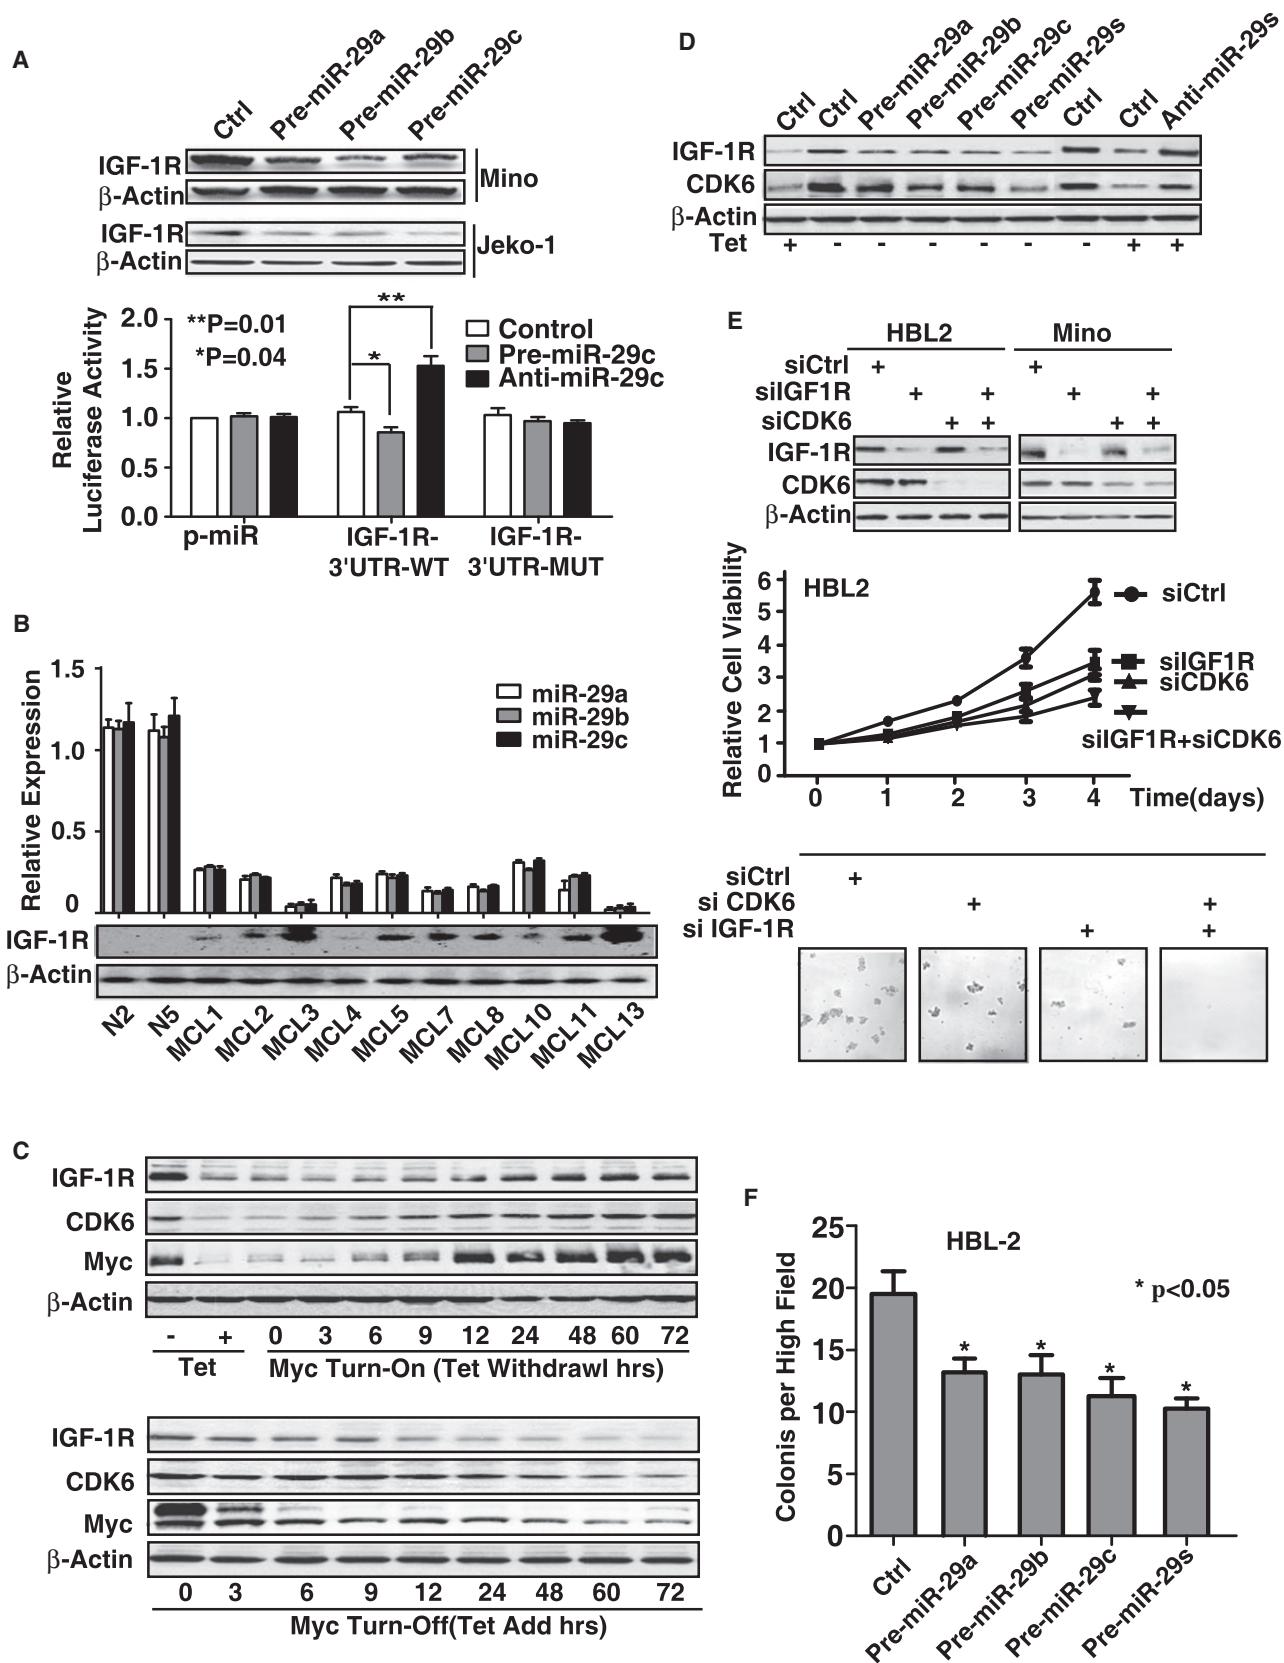 A
Ctrl
Pre-miR-29a
Pre-miR-29b
Pre-miR-29c
IGF-1R
β-Actin
Mino
IGF-1R
β-Actin
Jeko-1
Relative
Luciferase Activity
2.0
1.5
1.0
0.5
0.0
**P=0.01
*P=0.04
*
**
Control
Pre-miR-29c
Anti-miR-29c
p-miR
IGF-1R-
3'UTR-WT
IGF-1R-
3'UTR-MUT
B
Relative Expression
1.5
1.0
0.5
0
miR-29a
miR-29b
miR-29c
IGF-1R
β-Actin
N2
N5
MCL1
MCL2
MCL3
MCL4
MCL5
MCL7
MCL8
MCL10
MCL11
MCL13
C
IGF-1R
CDK6
Myc
β-Actin
- + 0 3 6 9 12 24 48 60 72
Tet
Myc Turn-On (Tet Withdrawl hrs)
IGF-1R
CDK6
Myc
β-Actin
0 3 6 9 12 24 48 60 72
Myc Turn-Off(Tet Add hrs)
D
Ctrl
Ctrl
Pre-miR-29a
Pre-miR-29b
Pre-miR-29c
Pre-miR-29s
Ctrl
Ctrl
Anti-miR-29s
IGF-1R
CDK6
β-Actin
Tet + - - - - - - + +
E
HBL2
Mino
siCtrl + +
siIGF1R + + + +
siCDK6 + + + +
IGF-1R
CDK6
β-Actin
Relative Cell Viability
6
5
4
3
2
1
0
HBL2
siCtrl
siIGF1R
siCDK6
siIGF1R+siCDK6
0 1 2 3 4 Time(days)
siCtrl +
si CDK6 + +
si IGF-1R + +
F
Colonis per High Field
25
20
15
10
5
0
HBL-2
* p<0.05
*
*
*
*
Ctrl
Pre-miR-29a
Pre-miR-29b
Pre-miR-29c
Pre-miR-29s